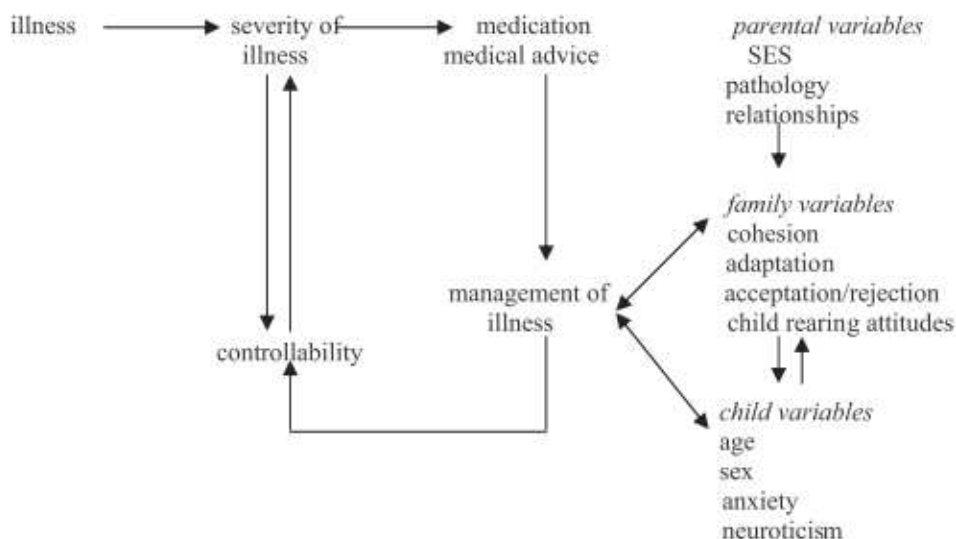 illness
severity of
illness
medication
medical advice
parental variables
SES
pathology
relationships
family variables
cohesion
adaptation
acceptation/rejection
child rearing attitudes
management of
illness
controllability
child variables
age
sex
anxiety
neuroticism